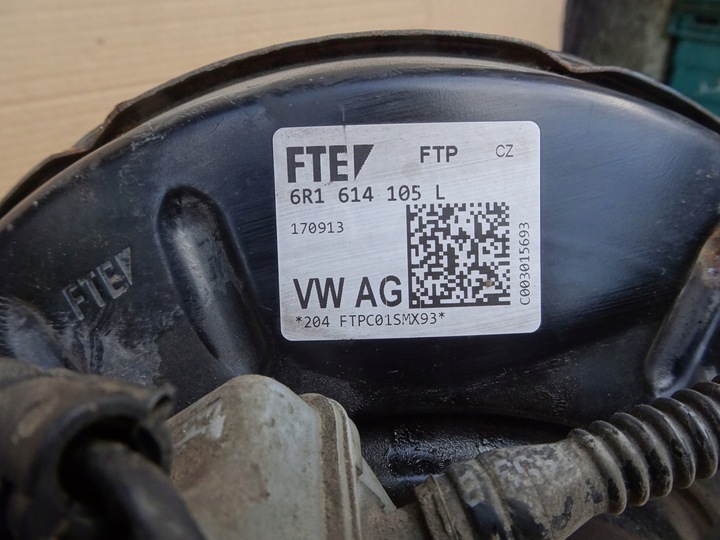 FTE FTP CZ
6R1 614 105 L
170913
VW AG
*204 FTPC01SMX93*
C003015693
FTE